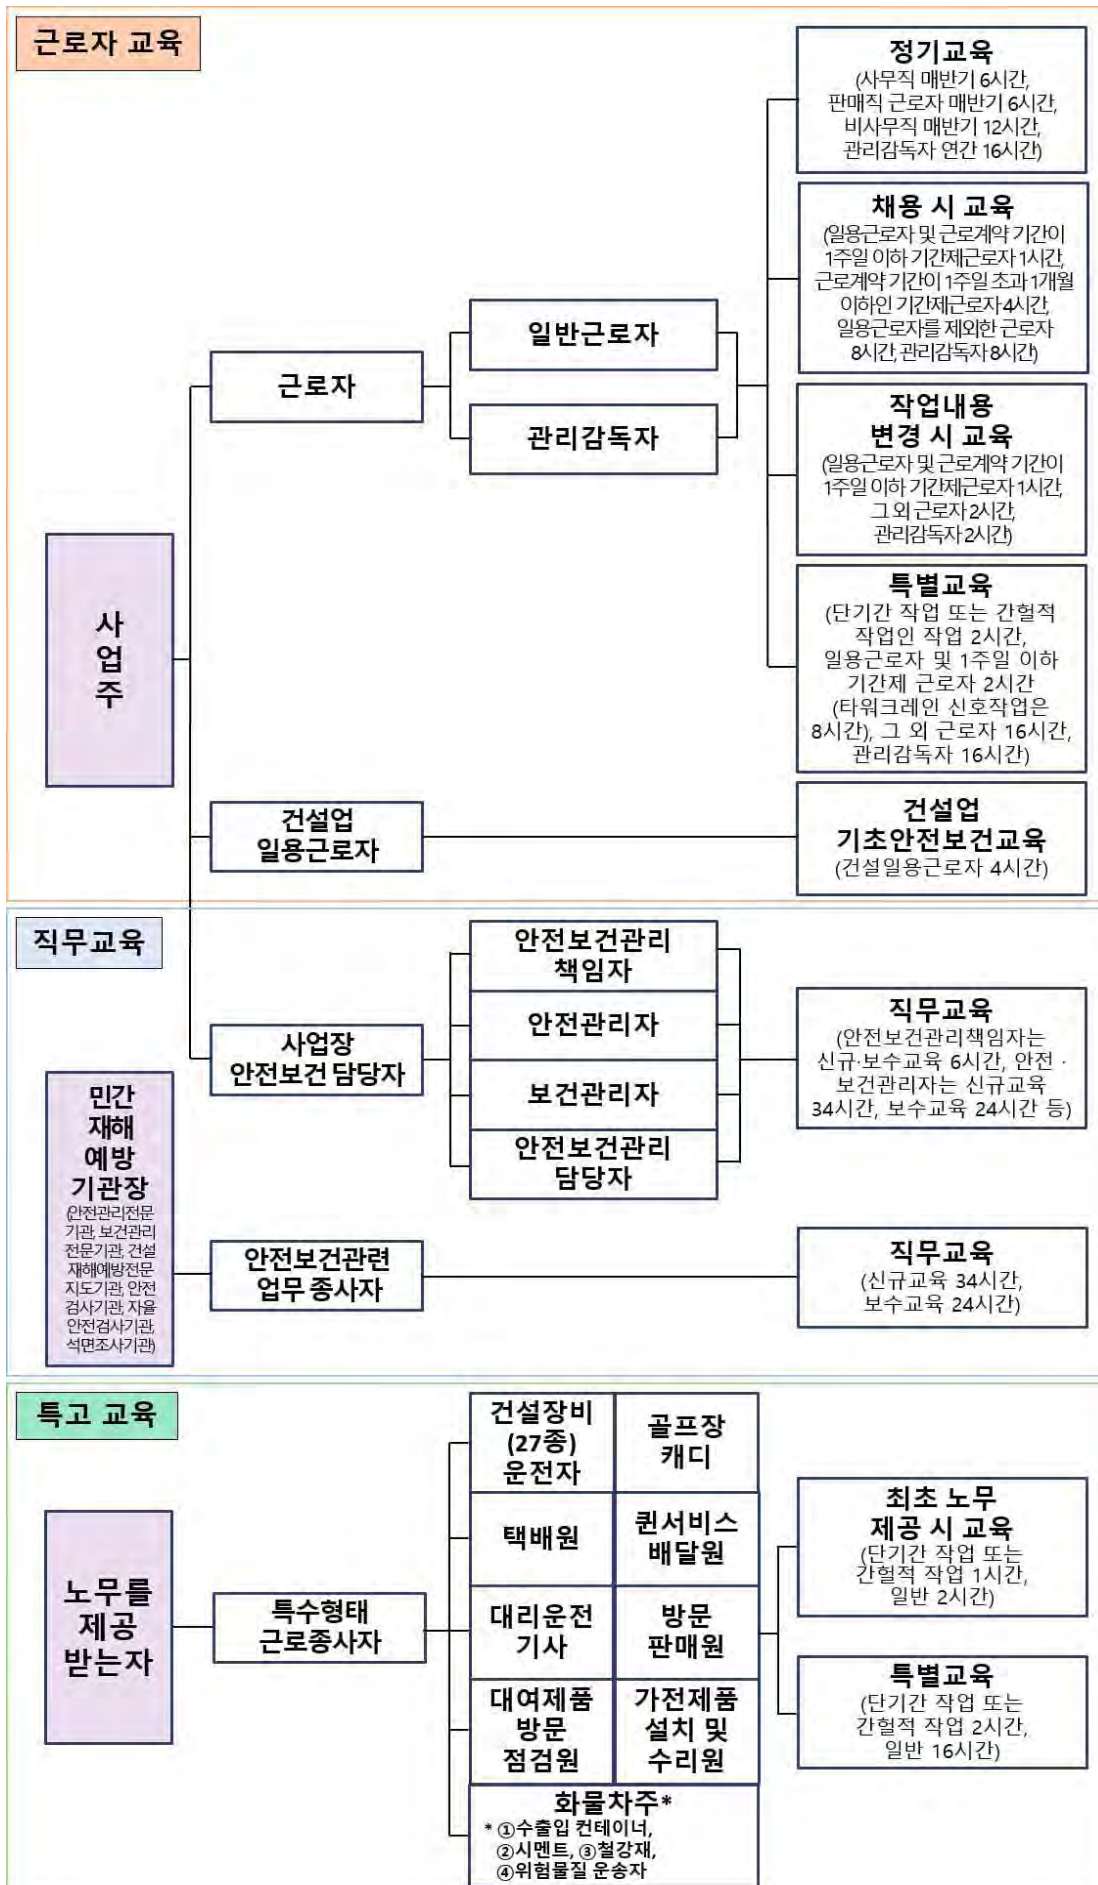 근로자 교육
정기교육
(사무직 매반기 6시간,
판매직 근로자 매반기 6시간,
비사무직 매반기 12시간,
관리감독자 연간 16시간)
채용 시 교육
(일용근로자 및 근로계약 기간이
1주일 이하 기간제근로자 1시간,
근로계약 기간이 1주일 초과 1개월
이하인 기간제근로자 4시간,
일용근로자를 제외한 근로자
8시간, 관리감독자 8시간)
일반근로자
근로자
관리감독자
작업내용
변경 시 교육
(일용근로자 및 근로계약 기간이
1주일 이하 기간제근로자 1시간,
그 외 근로자 2시간,
관리감독자 2시간)
사
업
주
특별교육
(단기간 작업 또는 간헐적
작업인 작업 2시간,
일용근로자 및 1주일 이하
기간제 근로자 2시간
(타워크레인 신호작업은
8시간), 그 외 근로자 16시간,
관리감독자 16시간)
건설업
일용근로자
건설업
기초안전보건교육
(건설일용근로자 4시간)
직무교육
사업장
안전보건 담당자
안전보건관리
책임자
안전관리자
보건관리자
안전보건관리
담당자
직무교육
(안전보건관리책임자는
신규·보수교육 6시간, 안전·
보건관리자는 신규교육
34시간, 보수교육 24시간 등)
민간
재해
예방
기관장
(안전관리전문
기관, 보건관리
전문기관, 건설
재해예방전문
지도기관, 안전
검사기관, 자율
안전검사기관,
석면조사기관)
안전보건관련
업무 종사자
직무교육
(신규교육 34시간,
보수교육 24시간)
특고 교육
노무를
제공
받는자
특수형태
근로종사자
건설장비
(27종)
운전자
골프장
캐디
택배원
퀸서비스
배달원
대리운전
기사
방문
판매원
대여제품
방문
점검원
가전제품
설치 및
수리원
화물차주*
* ①수출입 컨테이너,
②시멘트, ③철강재,
④위험물질 운송자
최초 노무
제공 시 교육
(단기간 작업 또는
간헐적 작업 1시간,
일반 2시간)
특별교육
(단기간 작업 또는
간헐적 작업 2시간,
일반 16시간)